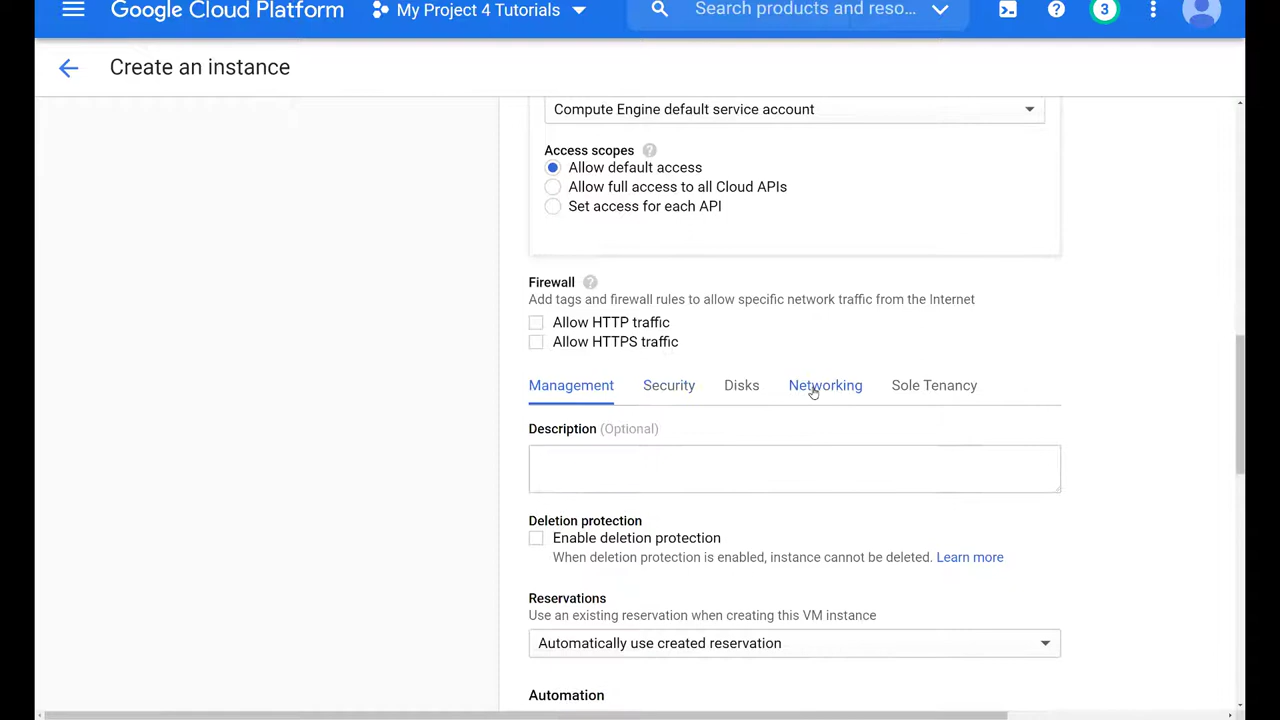 Google Cloud Platform My Project 4 Tutorials Search products and reso... 3
Create an instance
Compute Engine default service account
Access scopes ?
Allow default access
Allow full access to all Cloud APIs
Set access for each API
Firewall ?
Add tags and firewall rules to allow specific network traffic from the Internet
Allow HTTP traffic
Allow HTTPS traffic
Management Security Disks Networking Sole Tenancy
Description (Optional)
Deletion protection
Enable deletion protection
When deletion protection is enabled, instance cannot be deleted. Learn more
Reservations
Use an existing reservation when creating this VM instance
Automatically use created reservation
Automation